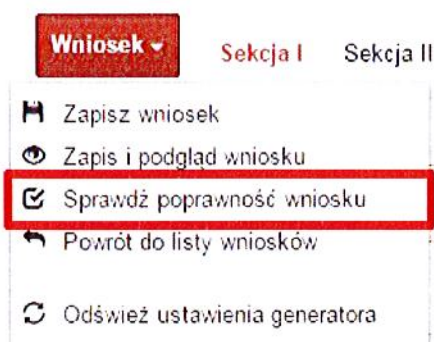 Wniosek Sekcja I Sekcja II
Zapisz wniosek
Zapis i podgląd wniosku
Sprawdź poprawność wniosku
Powrót do listy wniosków
Odśwież ustawienia generatora